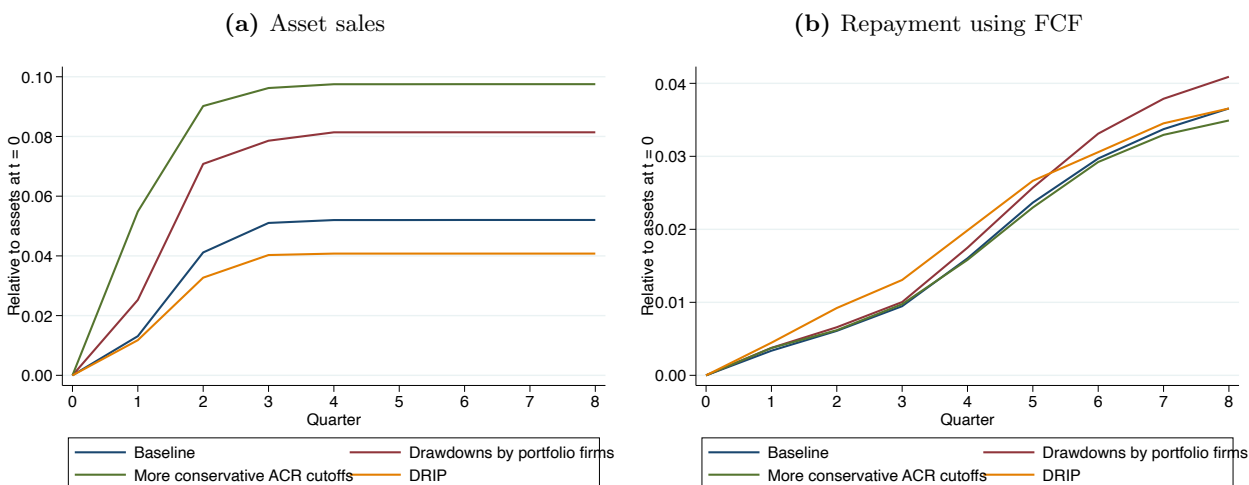 (a) Asset sales
Relative to assets at t = 0
0.10
0.08
0.06
0.04
0.02
0.00
0 1 2 3 4 5 6 7 8
Quarter
Baseline
Drawdowns by portfolio firms
More conservative ACR cutoffs
DRIP
(b) Repayment using FCF
Relative to assets at t = 0
0.04
0.03
0.02
0.01
0.00
0 1 2 3 4 5 6 7 8
Quarter
Baseline
Drawdowns by portfolio firms
More conservative ACR cutoffs
DRIP